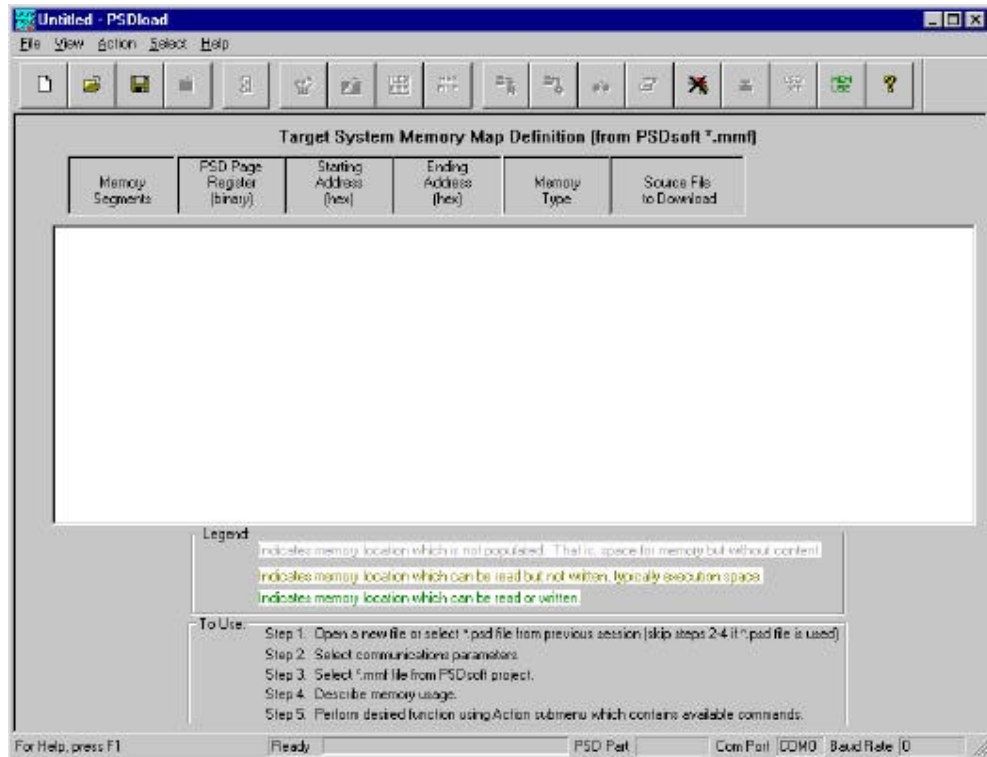 Untitled - PSDload
File View Action Select Help
Target System Memory Map Definition (from PSDsoft *.mmf)
Memory Segments
PSD Page Register (binary)
Starting Address (hex)
Ending Address (hex)
Memory Type
Source File to Download
Legend:
Indicates memory location which is not populated. That is, space for memory but without content.
Indicates memory location which can be read but not written, typically execution space.
Indicates memory location which can be read or written.
To Use:
Step 1. Open a new file or select *.psd file from previous session (skip steps 2-4 if *.psd file is used)
Step 2. Select communications parameters.
Step 3. Select *.mmf file from PSDsoft project.
Step 4. Describe memory usage.
Step 5. Perform desired function using Action submenu which contains available commands.
For Help, press F1 Ready PSD Part Com Port COM0 Baud Rate 0